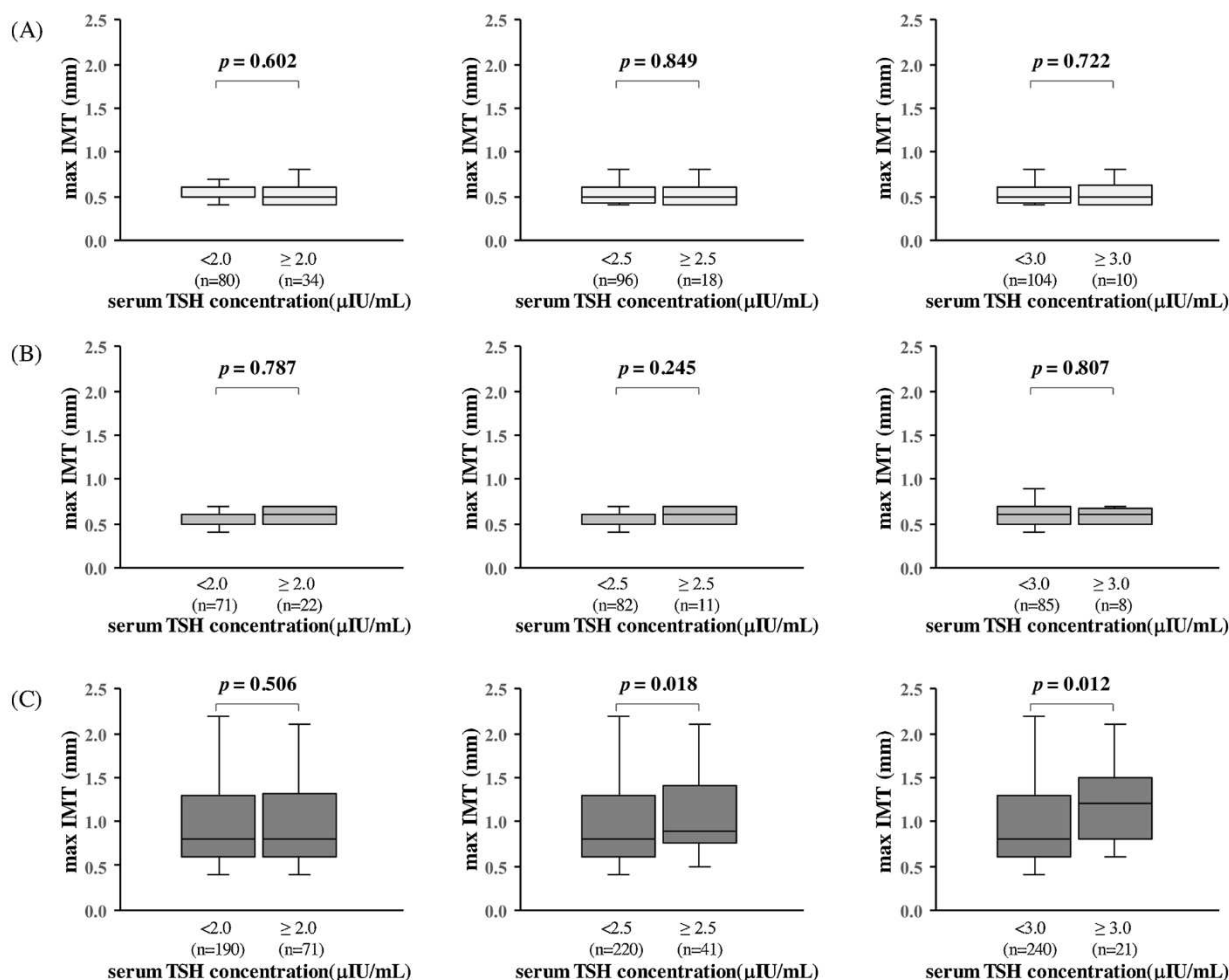 (A)
max IMT (mm)
2.5
2.0
1.5
1.0
0.5
0.0
p = 0.602
<2.0
≥ 2.0
(n=80)
(n=34)
serum TSH concentration(μIU/mL)
max IMT (mm)
2.5
2.0
1.5
1.0
0.5
0.0
p = 0.849
<2.5
≥ 2.5
(n=96)
(n=18)
serum TSH concentration(μIU/mL)
max IMT (mm)
2.5
2.0
1.5
1.0
0.5
0.0
p = 0.722
<3.0
≥ 3.0
(n=104)
(n=10)
serum TSH concentration(μIU/mL)
(B)
max IMT (mm)
2.5
2.0
1.5
1.0
0.5
0.0
p = 0.787
<2.0
≥ 2.0
(n=71)
(n=22)
serum TSH concentration(μIU/mL)
max IMT (mm)
2.5
2.0
1.5
1.0
0.5
0.0
p = 0.245
<2.5
≥ 2.5
(n=82)
(n=11)
serum TSH concentration(μIU/mL)
max IMT (mm)
2.5
2.0
1.5
1.0
0.5
0.0
p = 0.807
<3.0
≥ 3.0
(n=85)
(n=8)
serum TSH concentration(μIU/mL)
(C)
max IMT (mm)
2.5
2.0
1.5
1.0
0.5
0.0
p = 0.506
<2.0
≥ 2.0
(n=190)
(n=71)
serum TSH concentration(μIU/mL)
max IMT (mm)
2.5
2.0
1.5
1.0
0.5
0.0
p = 0.018
<2.5
≥ 2.5
(n=220)
(n=41)
serum TSH concentration(μIU/mL)
max IMT (mm)
2.5
2.0
1.5
1.0
0.5
0.0
p = 0.012
<3.0
≥ 3.0
(n=240)
(n=21)
serum TSH concentration(μIU/mL)